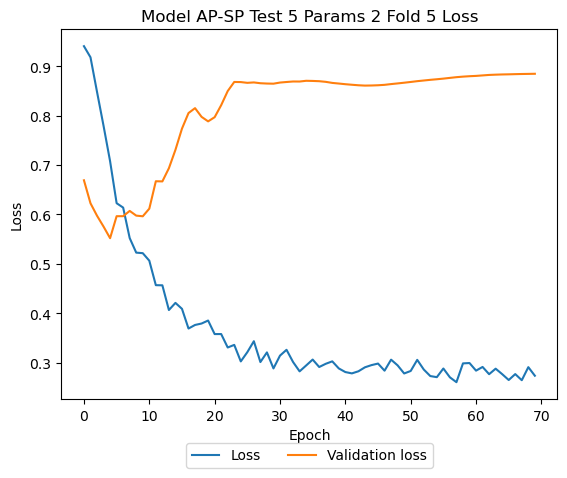 Model AP-SP Test 5 Params 2 Fold 5 Loss
Loss
0.9
0.8
0.7
0.6
0.5
0.4
0.3
0 10 20 30 40 50 60 70
Epoch
Loss Validation loss